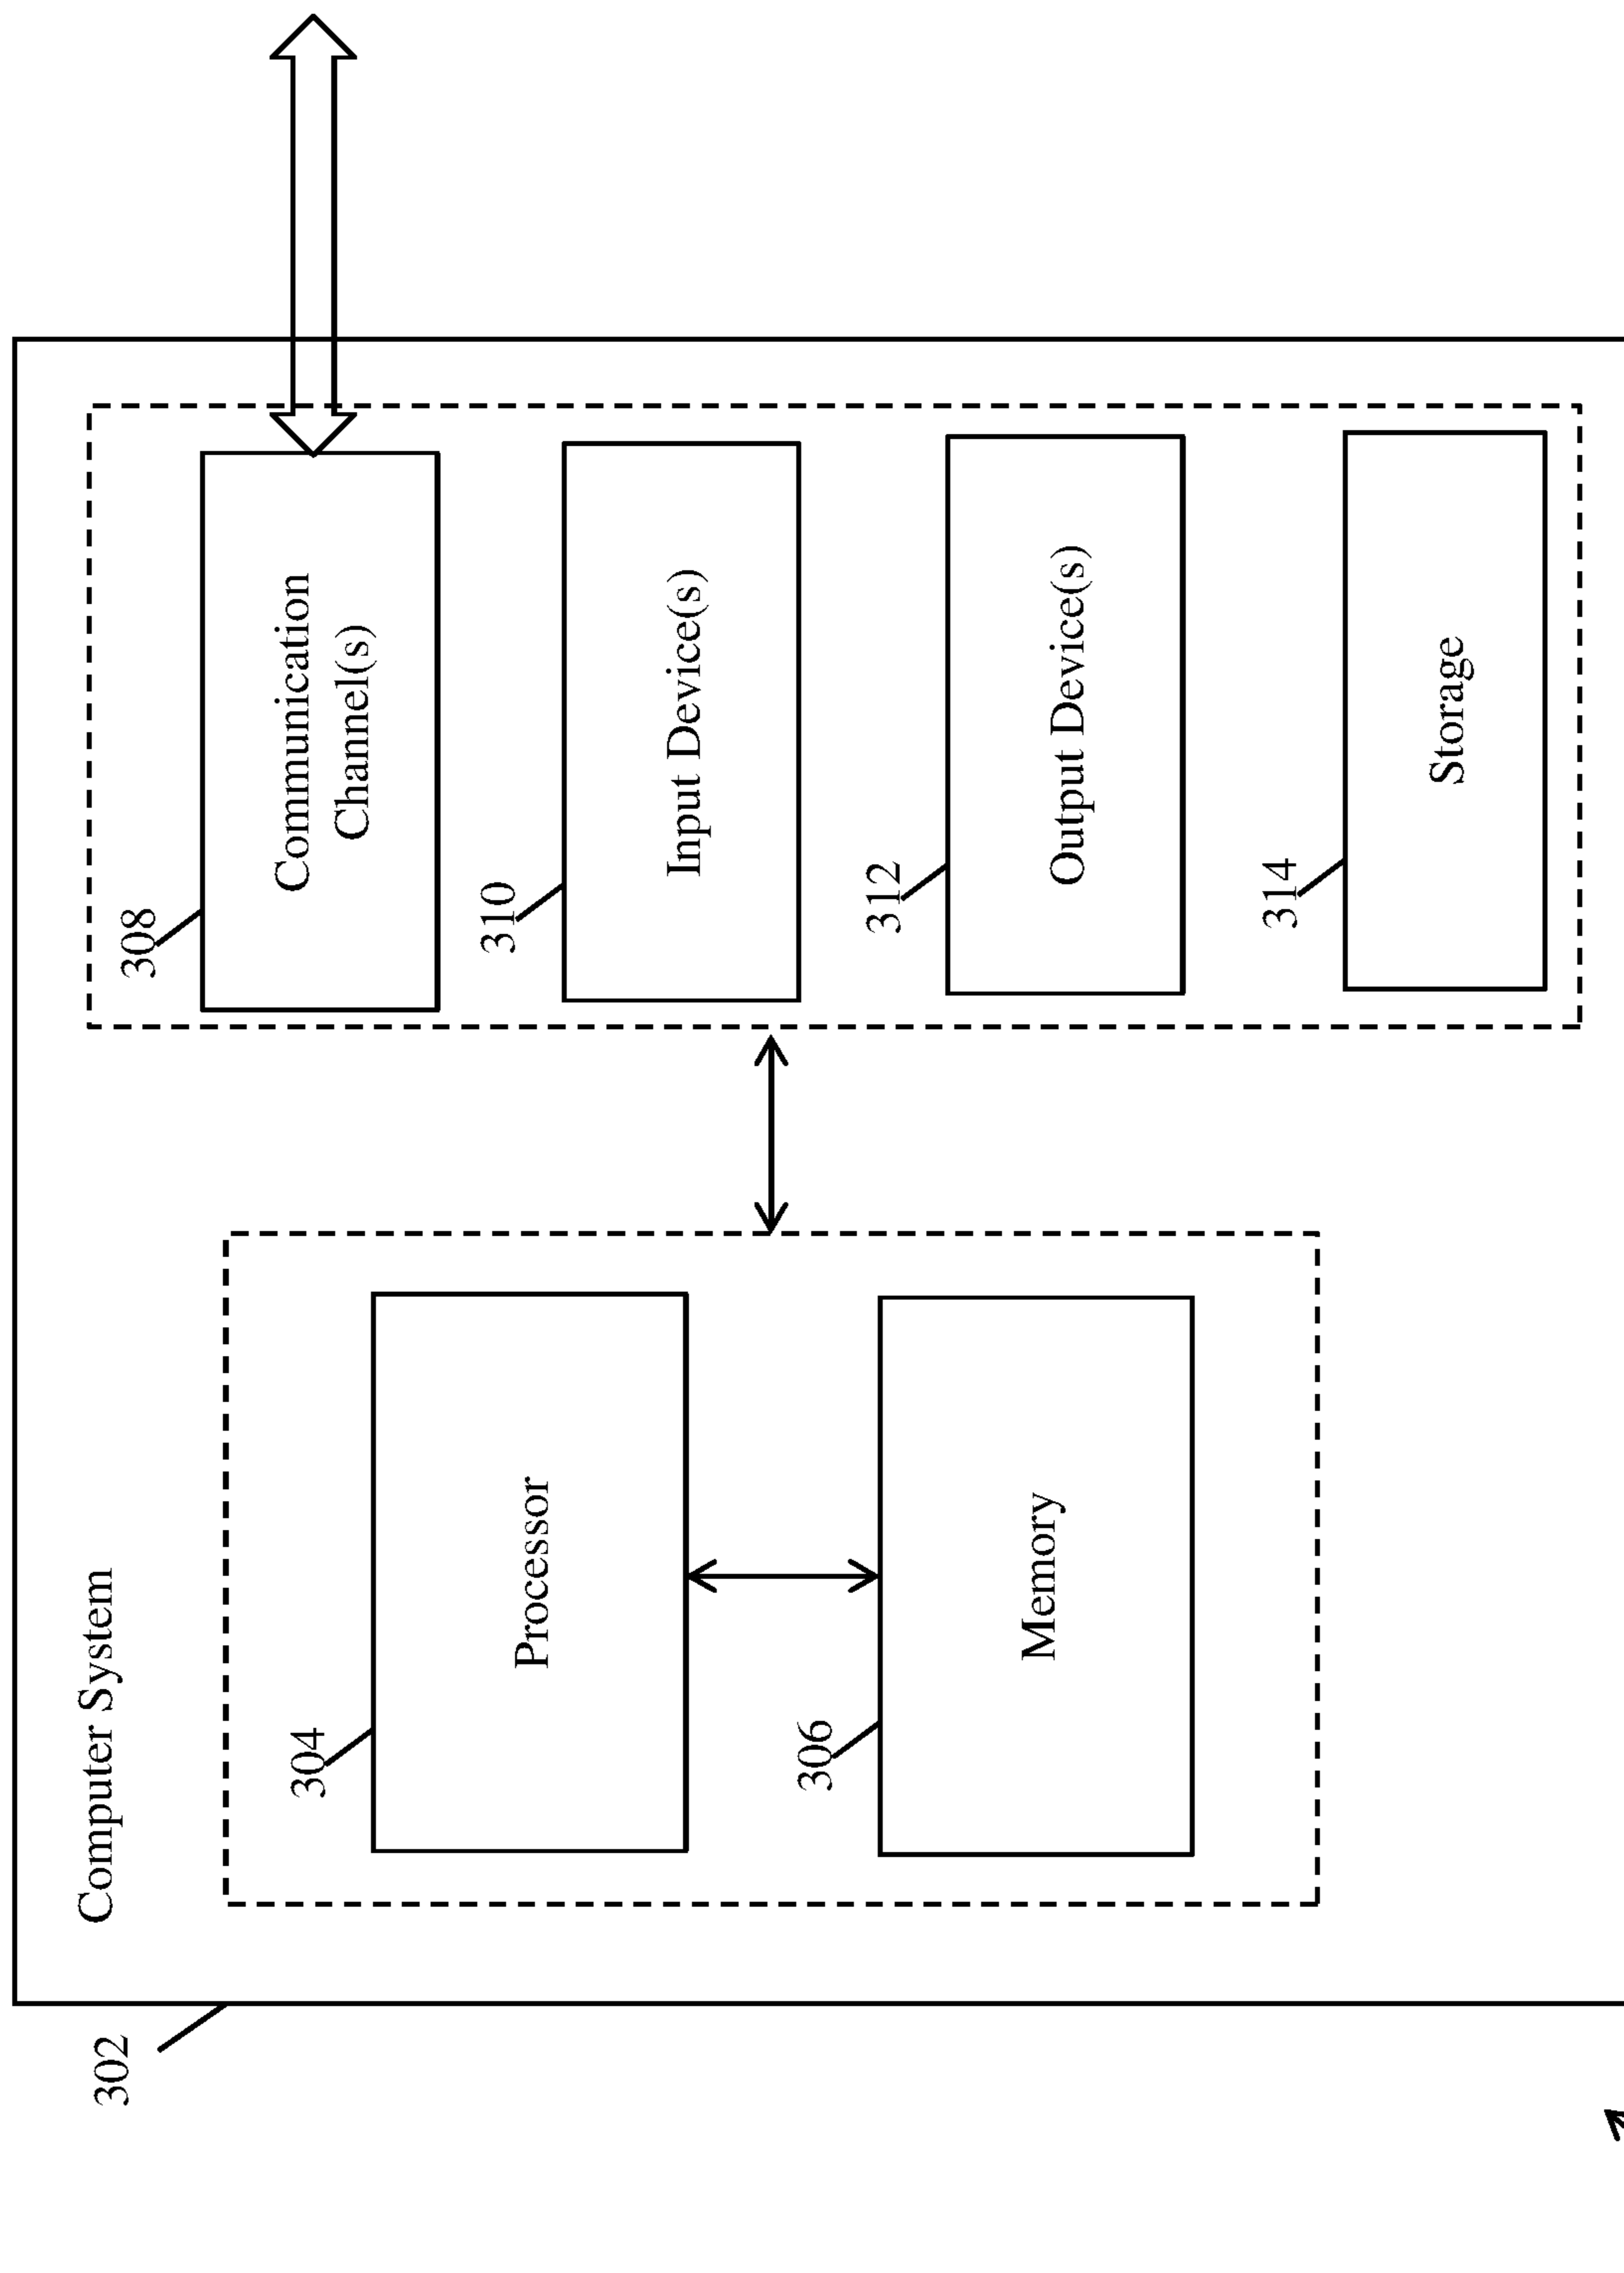 302
Computer System
304
Processor
306
Memory
308
Communication
Channel(s)
310
Input Device(s)
312
Output Device(s)
314
Storage